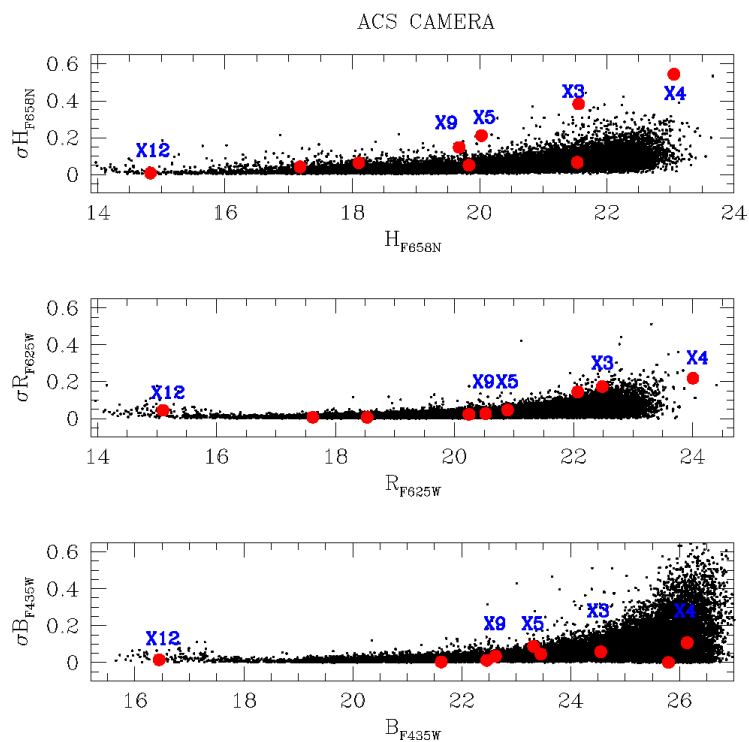 ACS CAMERA
σH_F658N
0.6
0.4
0.2
0
X12
X9
X5
X3
X4
14 16 18 20 22 24
H_F658N
σR_F625W
0.6
0.4
0.2
0
X12
X9 X5
X3
X4
14 16 18 20 22 24
R_F625W
σB_F435W
0.6
0.4
0.2
0
X12
X9
X5
X3
X4
16 18 20 22 24 26
B_F435W